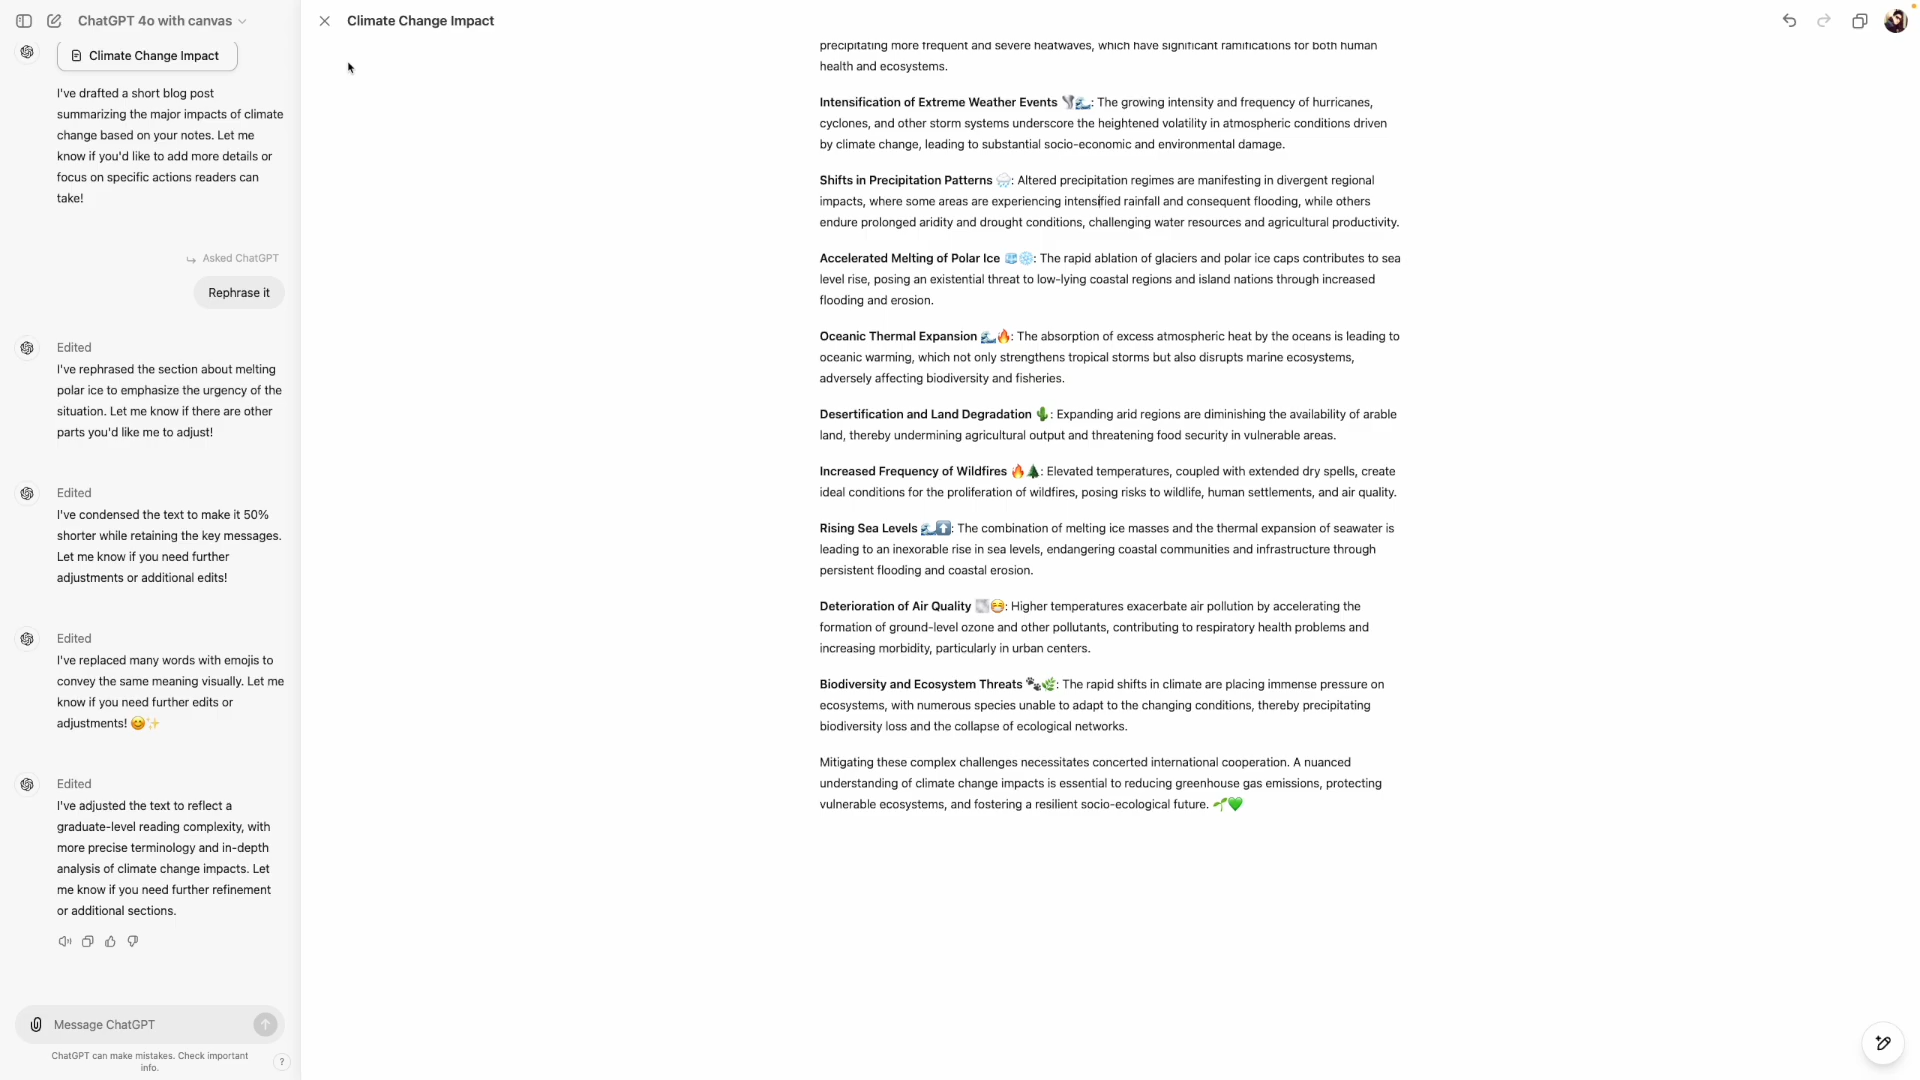 ChatGPT 4o with canvas
Climate Change Impact
I've drafted a short blog post
summarizing the major impacts of climate
change based on your notes. Let me
know if you'd like to add more details or
focus on specific actions readers can
take!
Asked ChatGPT
Rephrase it
Edited
I've rephrased the section about melting
polar ice to emphasize the urgency of the
situation. Let me know if there are other
parts you'd like me to adjust!
Edited
I've condensed the text to make it 50%
shorter while retaining the key messages.
Let me know if you need further
adjustments or additional edits!
Edited
I've replaced many words with emojis to
convey the same meaning visually. Let me
know if you need further edits or
adjustments! 😊✨
Edited
I've adjusted the text to reflect a
graduate-level reading complexity, with
more precise terminology and in-depth
analysis of climate change impacts. Let
me know if you need further refinement
or additional sections.
Message ChatGPT
ChatGPT can make mistakes. Check important
info.
?
Climate Change Impact
precipitating more frequent and severe heatwaves, which have significant ramifications for both human
health and ecosystems.
Intensification of Extreme Weather Events 🌪️🌊: The growing intensity and frequency of hurricanes,
cyclones, and other storm systems underscore the heightened volatility in atmospheric conditions driven
by climate change, leading to substantial socio-economic and environmental damage.
Shifts in Precipitation Patterns 🌧️: Altered precipitation regimes are manifesting in divergent regional
impacts, where some areas are experiencing intensified rainfall and consequent flooding, while others
endure prolonged aridity and drought conditions, challenging water resources and agricultural productivity.
Accelerated Melting of Polar Ice 🧊❄️: The rapid ablation of glaciers and polar ice caps contributes to sea
level rise, posing an existential threat to low-lying coastal regions and island nations through increased
flooding and erosion.
Oceanic Thermal Expansion 🌊🔥: The absorption of excess atmospheric heat by the oceans is leading to
oceanic warming, which not only strengthens tropical storms but also disrupts marine ecosystems,
adversely affecting biodiversity and fisheries.
Desertification and Land Degradation 🌵: Expanding arid regions are diminishing the availability of arable
land, thereby undermining agricultural output and threatening food security in vulnerable areas.
Increased Frequency of Wildfires 🔥🌲: Elevated temperatures, coupled with extended dry spells, create
ideal conditions for the proliferation of wildfires, posing risks to wildlife, human settlements, and air quality.
Rising Sea Levels 🌊⬆️: The combination of melting ice masses and the thermal expansion of seawater is
leading to an inexorable rise in sea levels, endangering coastal communities and infrastructure through
persistent flooding and coastal erosion.
Deterioration of Air Quality 🌫️😷: Higher temperatures exacerbate air pollution by accelerating the
formation of ground-level ozone and other pollutants, contributing to respiratory health problems and
increasing morbidity, particularly in urban centers.
Biodiversity and Ecosystem Threats 🐾🌿: The rapid shifts in climate are placing immense pressure on
ecosystems, with numerous species unable to adapt to the changing conditions, thereby precipitating
biodiversity loss and the collapse of ecological networks.
Mitigating these complex challenges necessitates concerted international cooperation. A nuanced
understanding of climate change impacts is essential to reducing greenhouse gas emissions, protecting
vulnerable ecosystems, and fostering a resilient socio-ecological future. 🌱💚